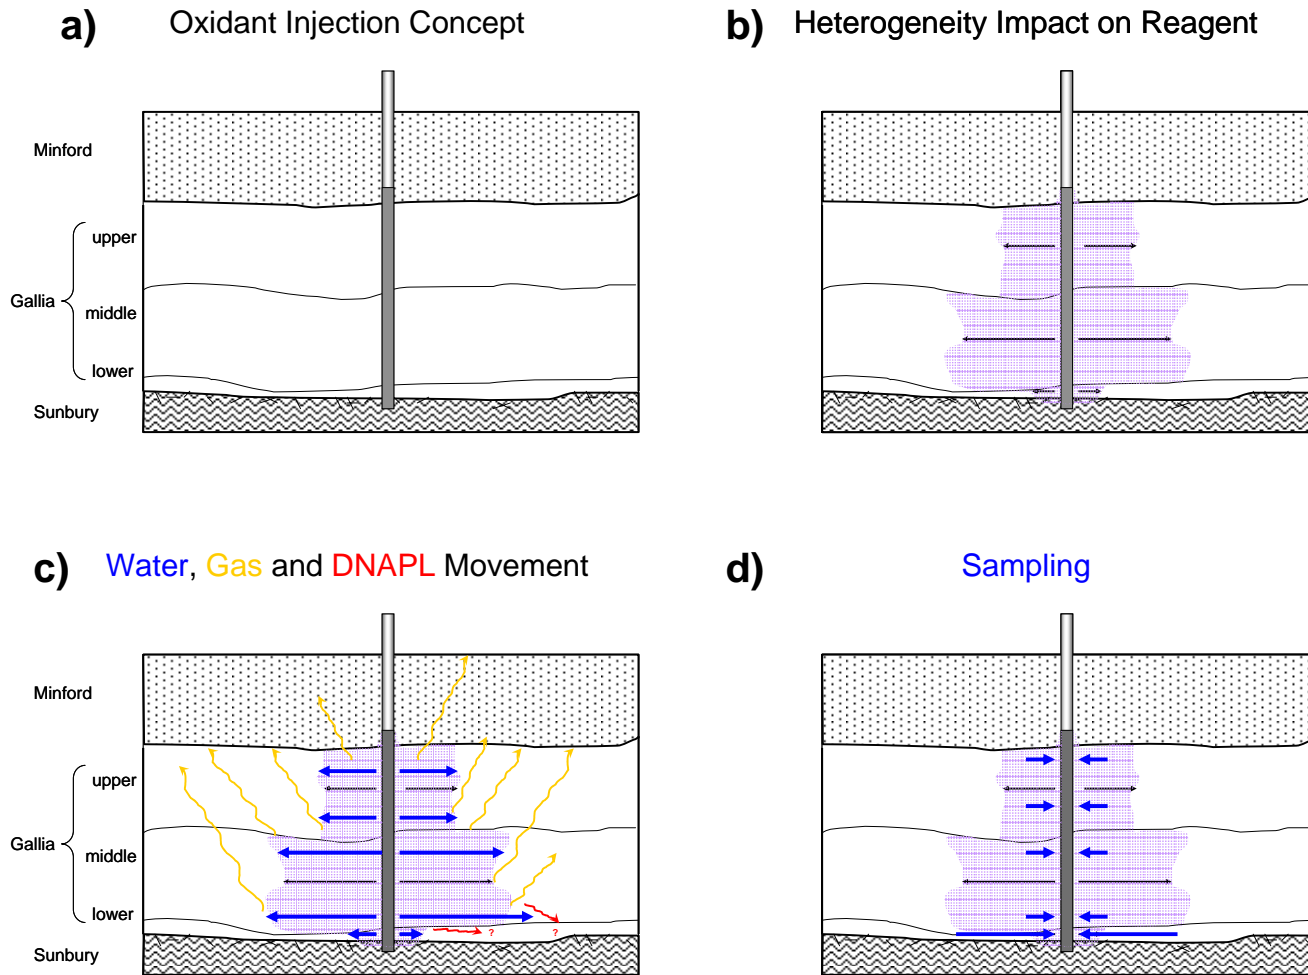 a) Oxidant Injection Concept
Minford
upper
Gallia
middle
lower
Sunbury
b) Heterogeneity Impact on Reagent
c) Water, Gas and DNAPL Movement
Minford
upper
Gallia
middle
lower
Sunbury
?
?
d) Sampling